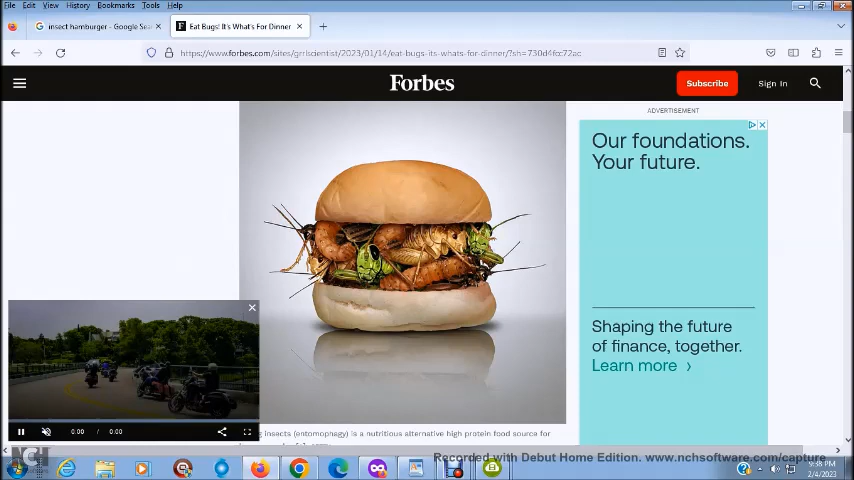 File Edit View History Bookmarks Tools Help
insect hamburger - Google Sea
Eat Bugs! It's What's For Dinner
https://www.forbes.com/sites/grrlscientist/2023/01/14/eat-bugs-its-whats-for-dinner/?sh=730d4fcc72ac
Forbes
Subscribe
Sign In
ADVERTISEMENT
Our foundations.
Your future.
Shaping the future
of finance, together.
Learn more ›
0:00 / 0:00
insects (entomophagy) is a nutritious alternative high protein food source for
NCH
Recorded with Debut Home Edition. www.nchsoftware.com/capture
9:38 PM
2/4/2023